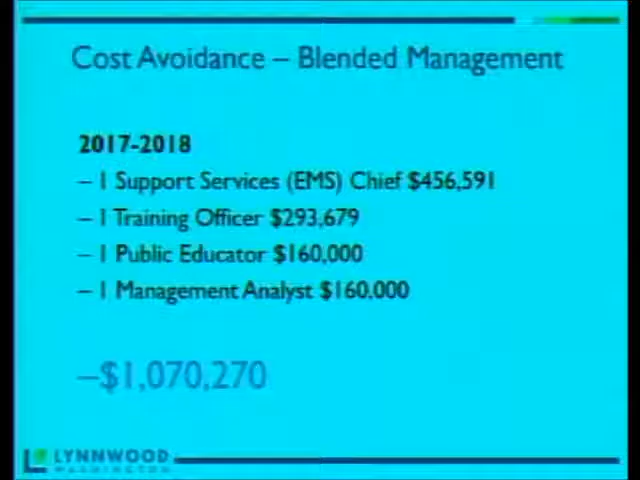 Cost Avoidance – Blended Management
2017-2018
– 1 Support Services (EMS) Chief $456,591
– 1 Training Officer $293,679
– 1 Public Educator $160,000
– 1 Management Analyst $160,000
–$1,070,270
LYNNWOOD
WASHINGTON